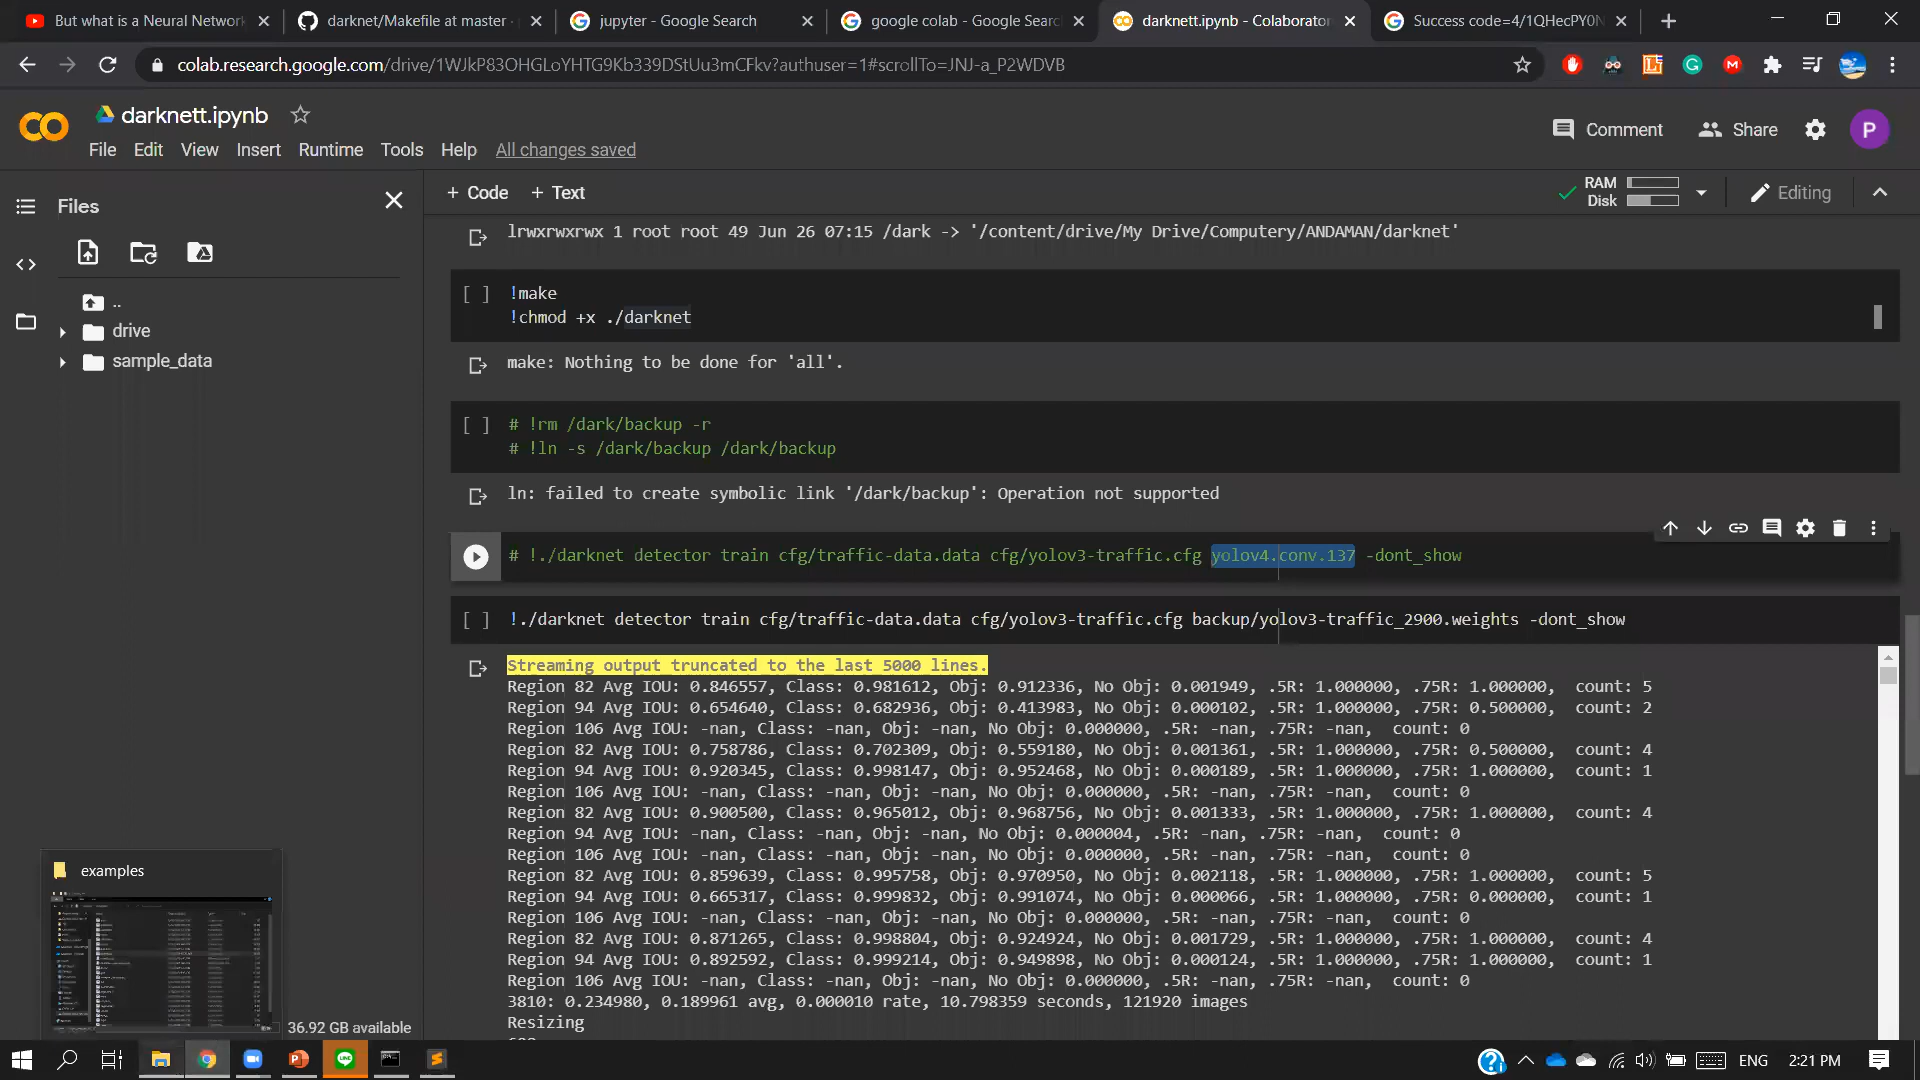 But what is a Neural Network
darknet/Makefile at master ·
jupyter - Google Search
google colab - Google Searc
darknett.ipynb - Colaborator
Success code=4/1QHecPY0N
colab.research.google.com/drive/1WJkP83OHGLoYHTG9Kb339DStUu3mCFkv?authuser=1#scrollTo=JNJ-a_P2WDVB
darknett.ipynb
Comment
Share
P
File Edit View Insert Runtime Tools Help All changes saved
Files
+ Code + Text
RAM
Disk
Editing
..
drive
sample_data
lrwxrwxrwx 1 root root 49 Jun 26 07:15 /dark -> '/content/drive/My Drive/Computery/ANDAMAN/darknet'
[ ] !make
!chmod +x ./darknet
make: Nothing to be done for 'all'.
[ ] # !rm /dark/backup -r
# !ln -s /dark/backup /dark/backup
ln: failed to create symbolic link '/dark/backup': Operation not supported
# !./darknet detector train cfg/traffic-data.data cfg/yolov3-traffic.cfg yolov4.conv.137 -dont_show
[ ] !./darknet detector train cfg/traffic-data.data cfg/yolov3-traffic.cfg backup/yolov3-traffic_2900.weights -dont_show
Streaming output truncated to the last 5000 lines.
Region 82 Avg IOU: 0.846557, Class: 0.981612, Obj: 0.912336, No Obj: 0.001949, .5R: 1.000000, .75R: 1.000000, count: 5
Region 94 Avg IOU: 0.654640, Class: 0.682936, Obj: 0.413983, No Obj: 0.000102, .5R: 1.000000, .75R: 0.500000, count: 2
Region 106 Avg IOU: -nan, Class: -nan, Obj: -nan, No Obj: 0.000000, .5R: -nan, .75R: -nan, count: 0
Region 82 Avg IOU: 0.758786, Class: 0.702309, Obj: 0.559180, No Obj: 0.001361, .5R: 1.000000, .75R: 0.500000, count: 4
Region 94 Avg IOU: 0.920345, Class: 0.998147, Obj: 0.952468, No Obj: 0.000189, .5R: 1.000000, .75R: 1.000000, count: 1
Region 106 Avg IOU: -nan, Class: -nan, Obj: -nan, No Obj: 0.000000, .5R: -nan, .75R: -nan, count: 0
Region 82 Avg IOU: 0.900500, Class: 0.965012, Obj: 0.968756, No Obj: 0.001333, .5R: 1.000000, .75R: 1.000000, count: 4
Region 94 Avg IOU: -nan, Class: -nan, Obj: -nan, No Obj: 0.000004, .5R: -nan, .75R: -nan, count: 0
Region 106 Avg IOU: -nan, Class: -nan, Obj: -nan, No Obj: 0.000000, .5R: -nan, .75R: -nan, count: 0
Region 82 Avg IOU: 0.859639, Class: 0.995758, Obj: 0.970950, No Obj: 0.002118, .5R: 1.000000, .75R: 1.000000, count: 5
Region 94 Avg IOU: 0.665317, Class: 0.999832, Obj: 0.991074, No Obj: 0.000066, .5R: 1.000000, .75R: 0.000000, count: 1
Region 106 Avg IOU: -nan, Class: -nan, Obj: -nan, No Obj: 0.000000, .5R: -nan, .75R: -nan, count: 0
Region 82 Avg IOU: 0.871265, Class: 0.998804, Obj: 0.924924, No Obj: 0.001729, .5R: 1.000000, .75R: 1.000000, count: 4
Region 94 Avg IOU: 0.892592, Class: 0.999214, Obj: 0.949898, No Obj: 0.000124, .5R: 1.000000, .75R: 1.000000, count: 1
Region 106 Avg IOU: -nan, Class: -nan, Obj: -nan, No Obj: 0.000000, .5R: -nan, .75R: -nan, count: 0
3810: 0.234980, 0.189961 avg, 0.000010 rate, 10.798359 seconds, 121920 images
Resizing
examples
36.92 GB available
ENG
2:21 PM